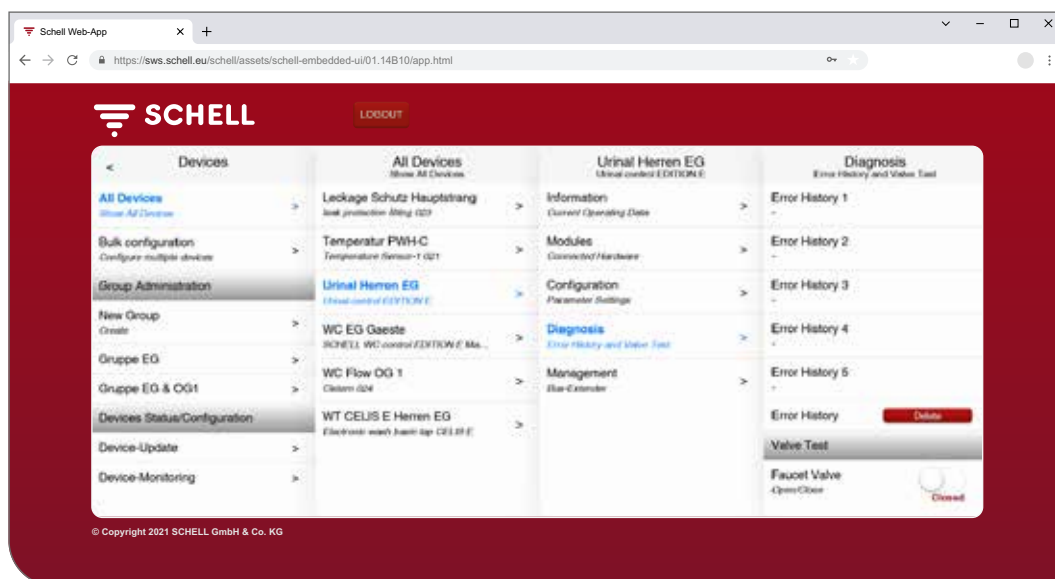 Schell Web-App
https://sws.schell.eu/schell/assets/schell-embedded-ui/01.14B10/app.html
SCHELL
LOGOUT
<
Devices
All Devices
Show All Devices
>
Bulk configuration
Configure multiple devices
>
Group Administration
New Group
Create
>
Gruppe EG
>
Gruppe EG & OG1
>
Devices Status/Configuration
Device-Update
>
Device-Monitoring
>
All Devices
Show All Devices
Leckage Schutz Hauptstrang
leak protection fitting 023
>
Temperatur PWH-C
Temperature Sensor-1 021
>
Urinal Herren EG
Urinal control EDITION E
>
WC EG Gaeste
SCHELL WC control EDITION E Ma...
>
WC Flow OG 1
Cistern 024
>
WT CELIS E Herren EG
Electronic wash basin tap CELIS E
>
Urinal Herren EG
Urinal control EDITION E
Information
Current Operating Data
>
Modules
Connected Hardware
>
Configuration
Parameter Settings
>
Diagnosis
Error History and Valve Test
>
Management
Bus-Extender
>
Diagnosis
Error History and Valve Test
Error History 1
-
Error History 2
-
Error History 3
-
Error History 4
-
Error History 5
-
Error History
Delete
Valve Test
Faucet Valve
Open/Close
Closed
© Copyright 2021 SCHELL GmbH & Co. KG